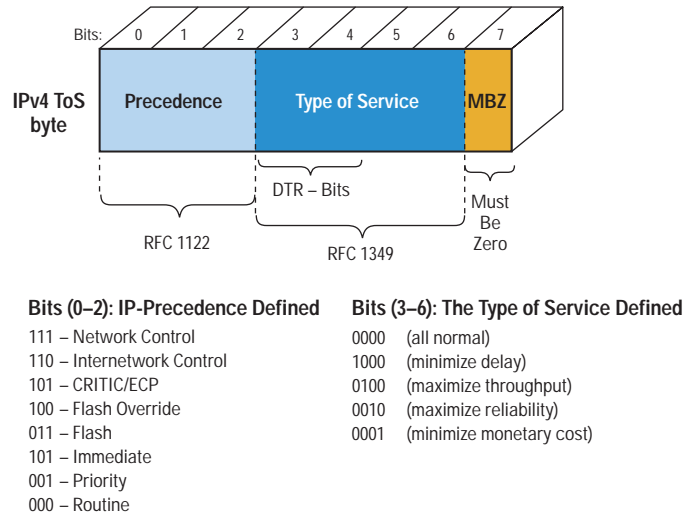 Bits: 0 1 2 3 4 5 6 7
IPv4 ToS
byte
Precedence
Type of Service
MBZ
DTR – Bits
Must
Be
Zero
RFC 1122
RFC 1349
Bits (0–2): IP-Precedence Defined
111 – Network Control
110 – Internetwork Control
101 – CRITIC/ECP
100 – Flash Override
011 – Flash
101 – Immediate
001 – Priority
000 – Routine
Bits (3–6): The Type of Service Defined
0000 (all normal)
1000 (minimize delay)
0100 (maximize throughput)
0010 (maximize reliability)
0001 (minimize monetary cost)